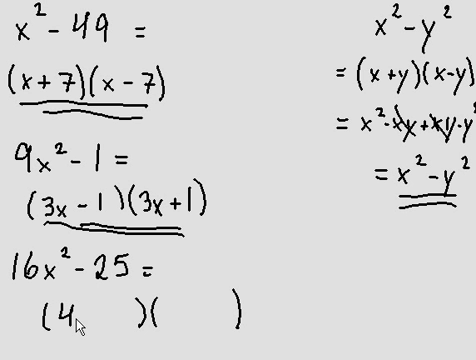 x² - 49 =
(x + 7)(x - 7)
9x² - 1 =
(3x - 1)(3x + 1)
16x² - 25 =
(4 )( )
x² - y²
= (x + y)(x - y)
= x² - xy + xy - y²
= x² - y²